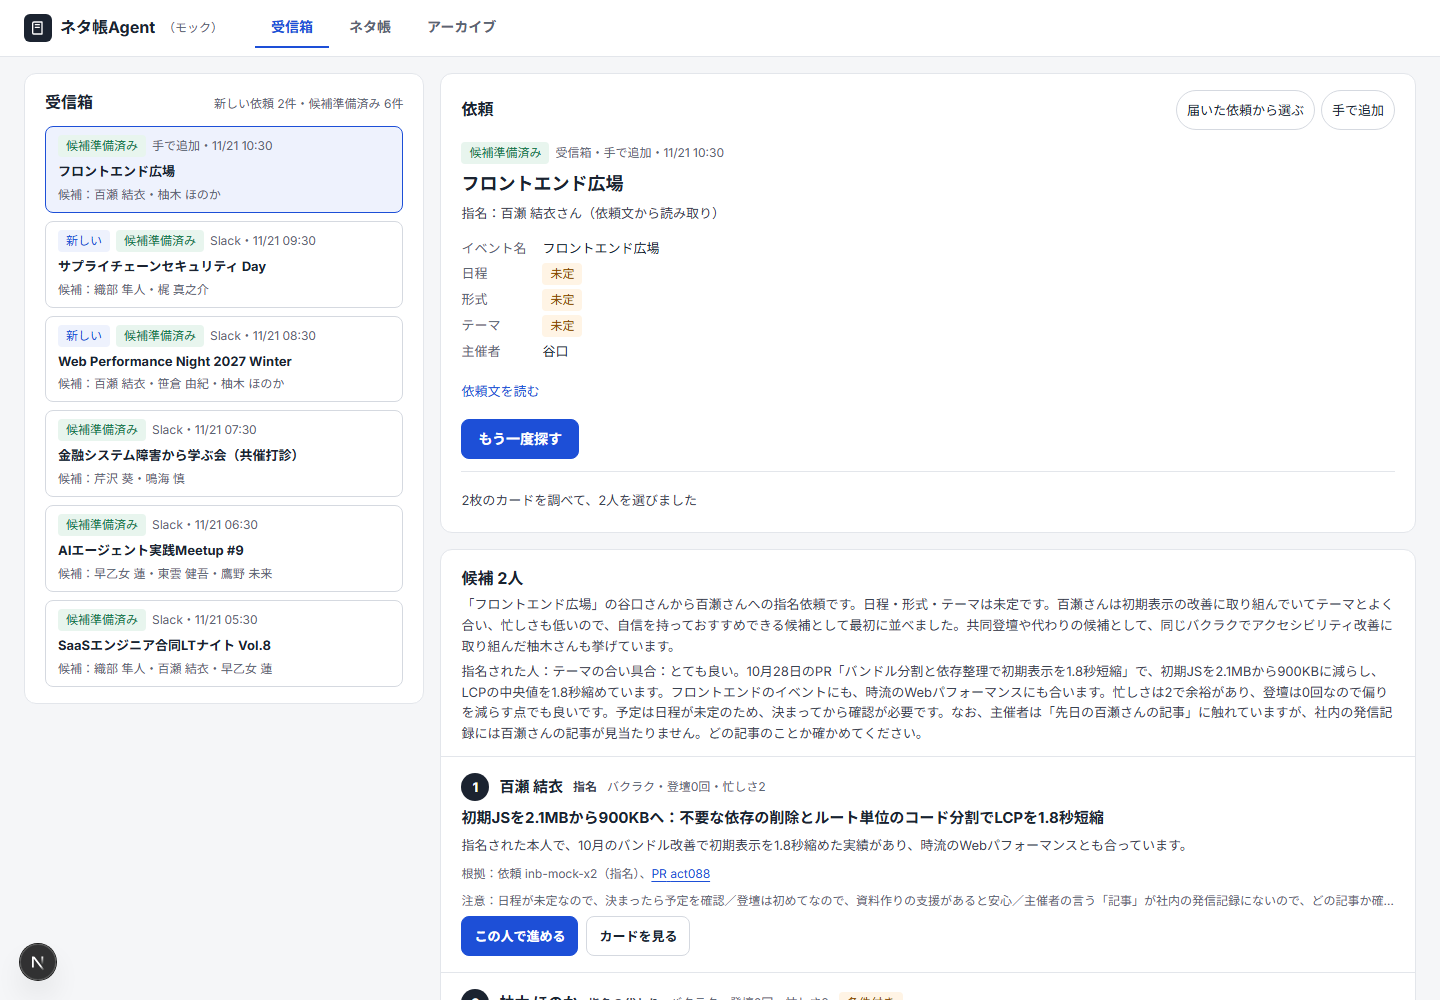 ネタ帳Agent （モック） 受信箱 ネタ帳 アーカイブ
受信箱 新しい依頼 2件・候補準備済み 6件
候補準備済み 手で追加・11/21 10:30
フロントエンド広場
候補：百瀬 結衣・柚木 ほのか
新しい 候補準備済み Slack・11/21 09:30
サプライチェーンセキュリティ Day
候補：織部 隼人・梶 真之介
新しい 候補準備済み Slack・11/21 08:30
Web Performance Night 2027 Winter
候補：百瀬 結衣・笹倉 由紀・柚木 ほのか
候補準備済み Slack・11/21 07:30
金融システム障害から学ぶ会（共催打診）
候補：芹沢 葵・鳴海 慎
候補準備済み Slack・11/21 06:30
AIエージェント実践Meetup #9
候補：早乙女 蓮・東雲 健吾・鷹野 未来
候補準備済み Slack・11/21 05:30
SaaSエンジニア合同LTナイト Vol.8
候補：織部 隼人・百瀬 結衣・早乙女 蓮
依頼 届いた依頼から選ぶ 手で追加
候補準備済み 受信箱・手で追加・11/21 10:30
フロントエンド広場
指名：百瀬 結衣さん（依頼文から読み取り）
イベント名 フロントエンド広場
日程 未定
形式 未定
テーマ 未定
主催者 谷口
依頼文を読む
もう一度探す
2枚のカードを調べて、2人を選びました
候補 2人
「フロントエンド広場」の谷口さんから百瀬さんへの指名依頼です。日程・形式・テーマは未定です。百瀬さんは初期表示の改善に取り組んでいてテーマとよく
合い、忙しさも低いので、自信を持っておすすめできる候補として最初に並べました。共同登壇や代わりの候補として、同じバクラクでアクセシビリティ改善に
取り組んだ柚木さんも挙げています。
指名された人：テーマの合い具合：とても良い。10月28日のPR「バンドル分割と依存整理で初期表示を1.8秒短縮」で、初期JSを2.1MBから900KBに減らし、
LCPの中央値を1.8秒縮めています。フロントエンドのイベントにも、時流のWebパフォーマンスにも合います。忙しさは2で余裕があり、登壇は0回なので偏り
を減らす点でも良いです。予定は日程が未定のため、決まってから確認が必要です。なお、主催者は「先日の百瀬さんの記事」に触れていますが、社内の発信記
録には百瀬さんの記事が見当たりません。どの記事のことか確かめてください。
1 百瀬 結衣 指名 バクラク・登壇0回・忙しさ2
初期JSを2.1MBから900KBへ：不要な依存の削除とルート単位のコード分割でLCPを1.8秒短縮
指名された本人で、10月のバンドル改善で初期表示を1.8秒縮めた実績があり、時流のWebパフォーマンスとも合っています。
根拠：依頼 inb-mock-x2（指名）、PR act088
注意：日程が未定なので、決まったら予定を確認／登壇は初めてなので、資料作りの支援があると安心／主催者の言う「記事」が社内の発信記録にないので、どの記事か確…
この人で進める カードを見る
N